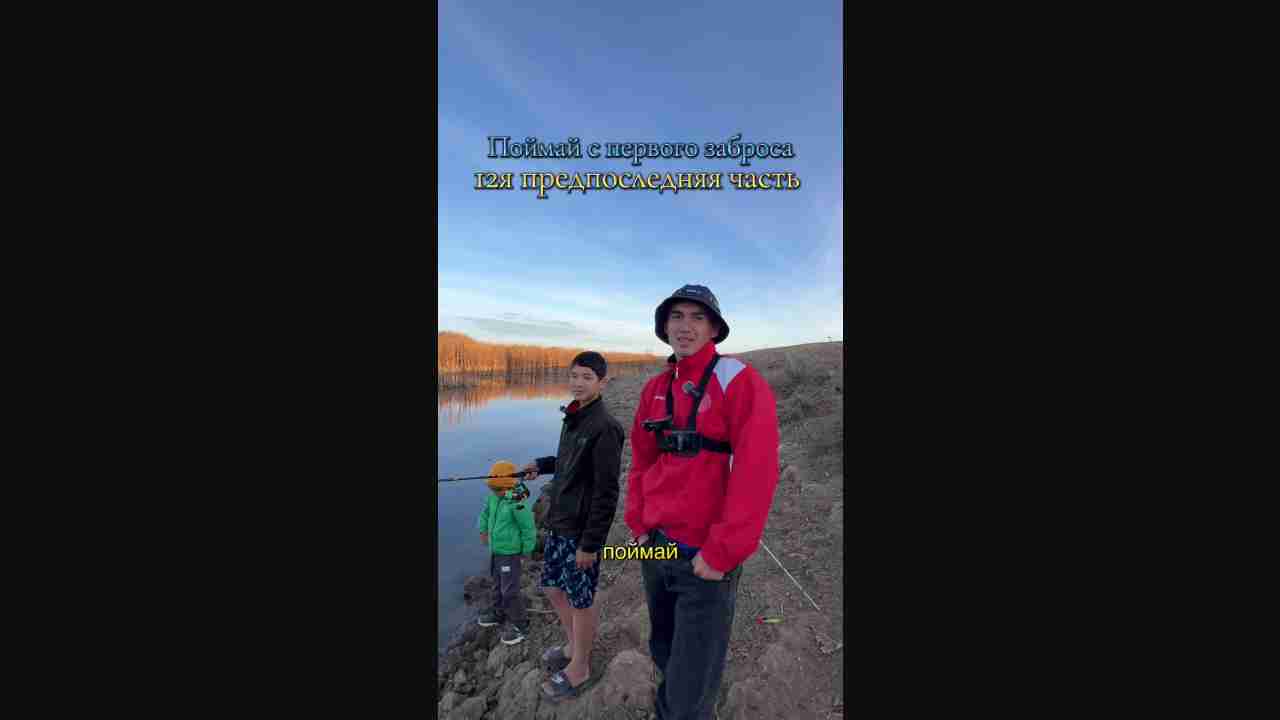 Поймай с первого заброса
12я предпоследняя часть
поймай